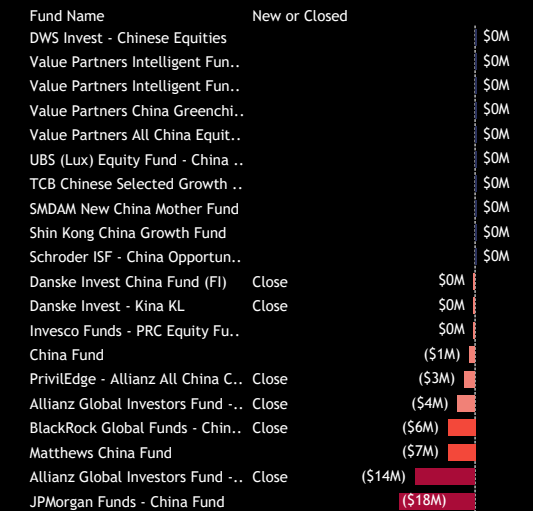 Fund Name New or Closed
DWS Invest - Chinese Equities $0M
Value Partners Intelligent Fun.. $0M
Value Partners Intelligent Fun.. $0M
Value Partners China Greenchi.. $0M
Value Partners All China Equit.. $0M
UBS (Lux) Equity Fund - China .. $0M
TCB Chinese Selected Growth .. $0M
SMDAM New China Mother Fund $0M
Shin Kong China Growth Fund $0M
Schroder ISF - China Opportun.. $0M
Danske Invest China Fund (FI) Close $0M
Danske Invest - Kina KL Close $0M
Invesco Funds - PRC Equity Fu.. $0M
China Fund ($1M)
PrivilEdge - Allianz All China C.. Close ($3M)
Allianz Global Investors Fund -.. Close ($4M)
BlackRock Global Funds - Chin.. Close ($6M)
Matthews China Fund ($7M)
Allianz Global Investors Fund -.. Close ($14M)
JPMorgan Funds - China Fund ($18M)